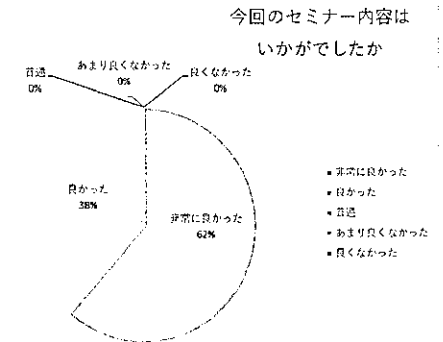 今回のセミナー内容は
いかがでしたか
普通
0%
あまり良くなかった
0%
良くなかった
0%
良かった
38%
非常に良かった
62%
非常に良かった
良かった
普通
あまり良くなかった
良くなかった